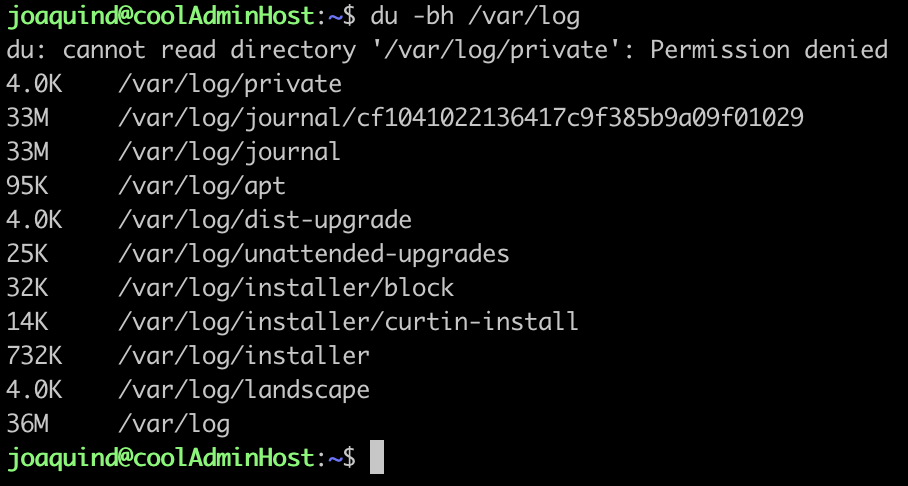 joaquind@coolAdminHost:~$ du -bh /var/log
du: cannot read directory '/var/log/private': Permission denied
4.0K	/var/log/private
33M	/var/log/journal/cf1041022136417c9f385b9a09f01029
33M	/var/log/journal
95K	/var/log/apt
4.0K	/var/log/dist-upgrade
25K	/var/log/unattended-upgrades
32K	/var/log/installer/block
14K	/var/log/installer/curtin-install
732K	/var/log/installer
4.0K	/var/log/landscape
36M	/var/log
joaquind@coolAdminHost:~$